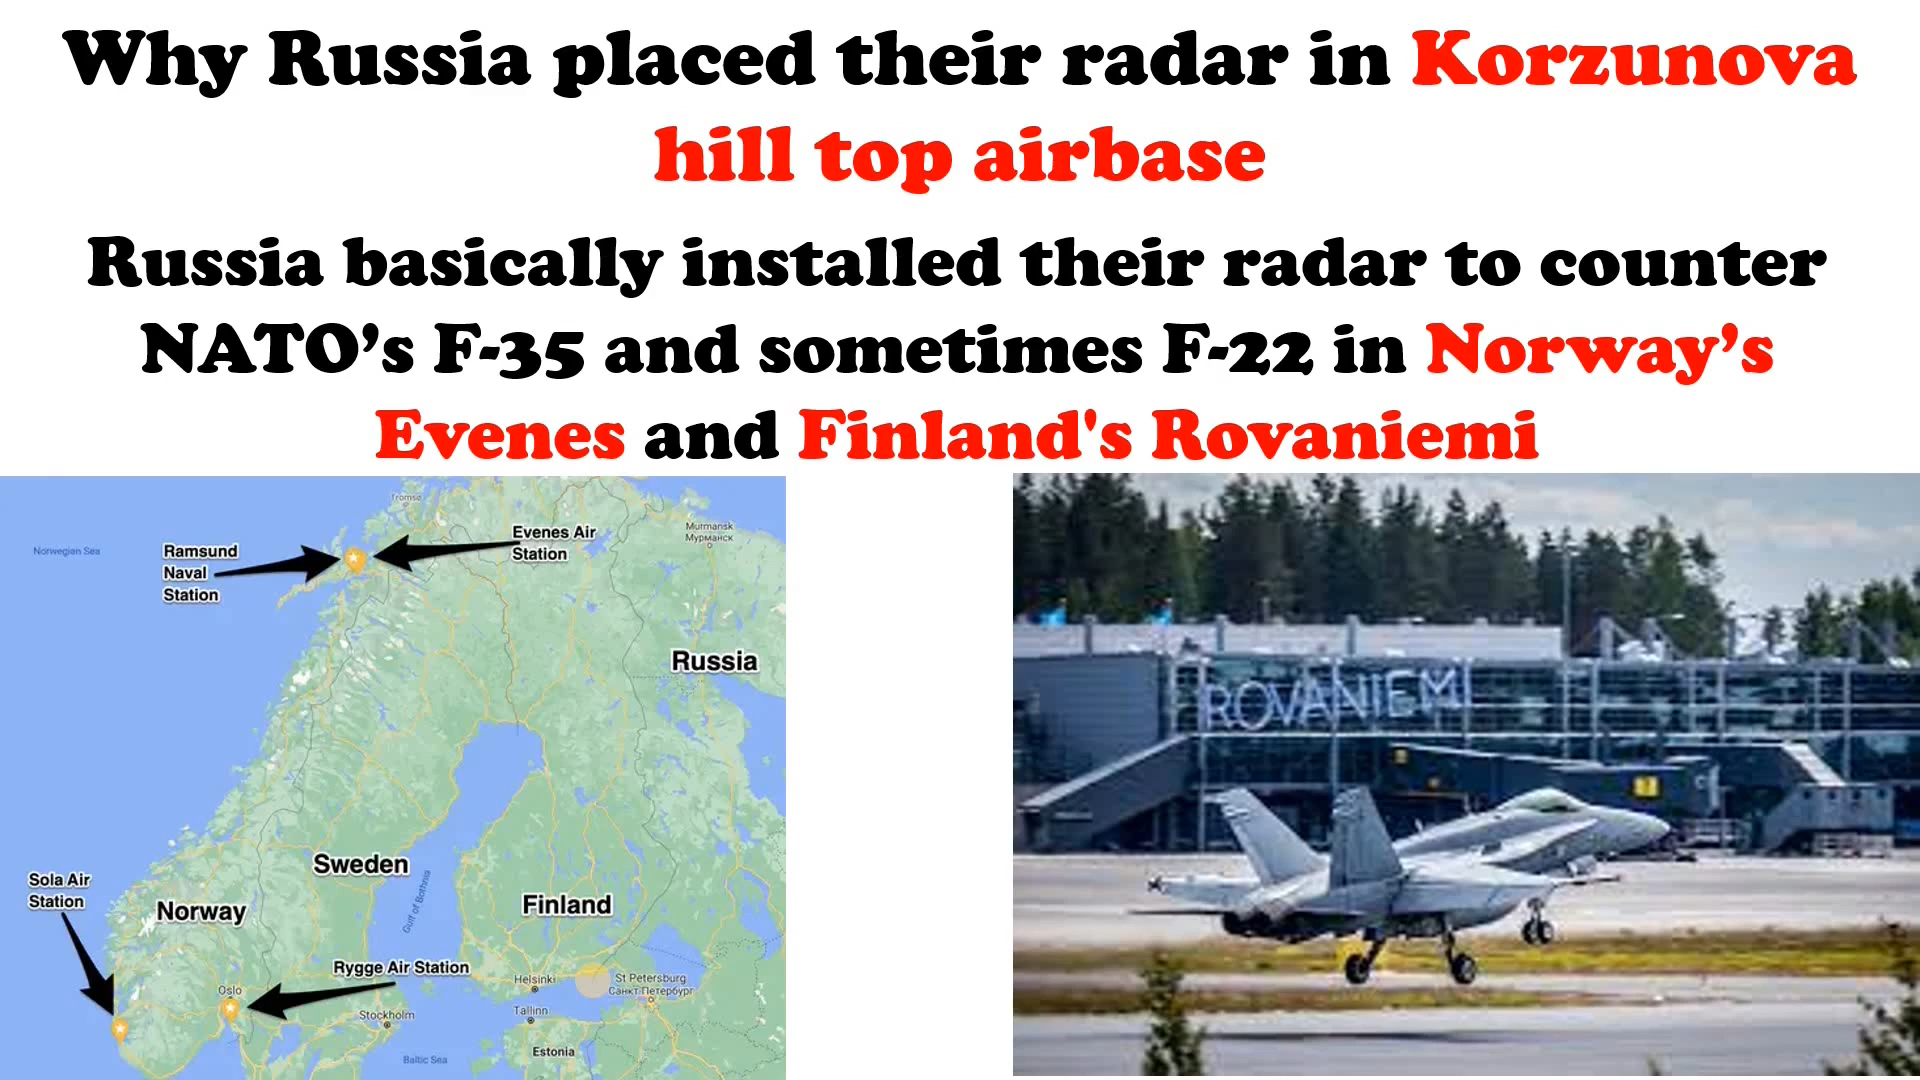 Why Russia placed their radar in Korzunova
hill top airbase
Russia basically installed their radar to counter
NATO’s F-35 and sometimes F-22 in Norway’s
Evenes and Finland's Rovaniemi
Tromsø
Norwegian Sea
Ramsund
Naval
Station
Evenes Air
Station
Murmansk
Мурманск
Russia
ROVANIEMI
Sweden
Sola Air
Station
Norway
Gulf of Bothnia
Finland
Rygge Air Station
Oslo
Helsinki
St Petersburg
Санкт-Петербург
Stockholm
Tallinn
Baltic Sea
Estonia